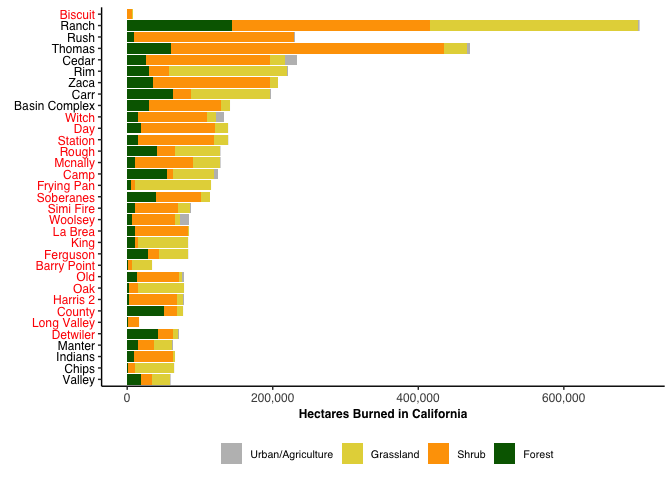 Biscuit
Ranch
Rush
Thomas
Cedar
Rim
Zaca
Carr
Basin Complex
Witch
Day
Station
Rough
Mcnally
Camp
Frying Pan
Soberanes
Simi Fire
Woolsey
La Brea
King
Ferguson
Barry Point
Old
Oak
Harris 2
County
Long Valley
Detwiler
Manter
Indians
Chips
Valley
0 200,000 400,000 600,000
Hectares Burned in California
Urban/Agriculture Grassland Shrub Forest